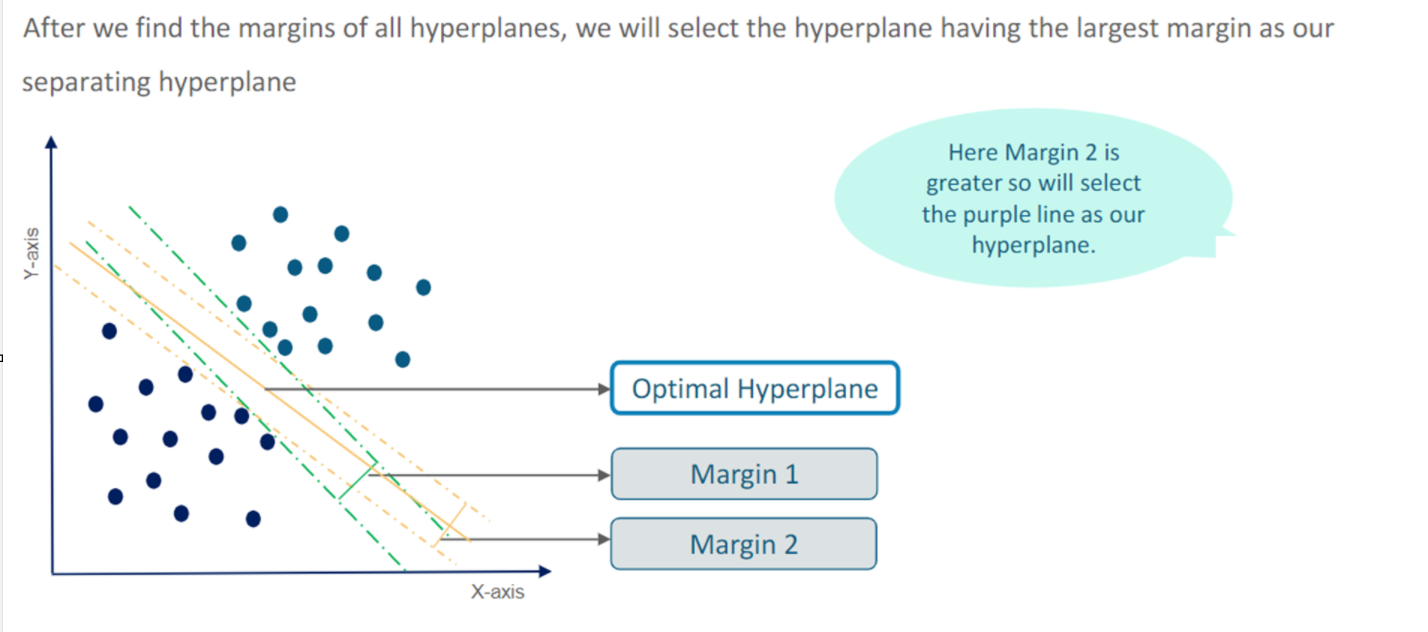 After we find the margins of all hyperplanes, we will select the hyperplane having the largest margin as our
separating hyperplane
Here Margin 2 is
greater so will select
the purple line as our
hyperplane.
Y-axis
Optimal Hyperplane
Margin 1
Margin 2
X-axis